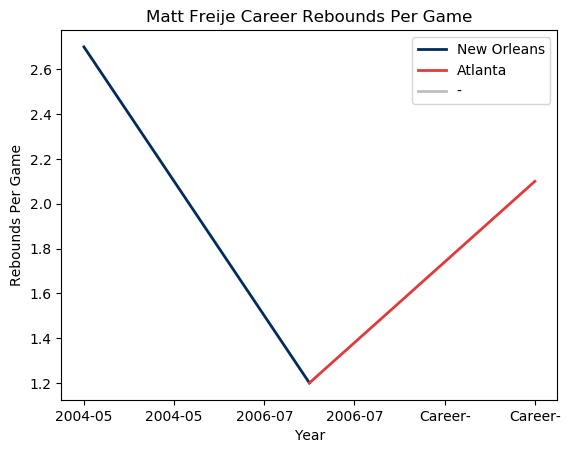 Matt Freije Career Rebounds Per Game
New Orleans
Atlanta
-
Rebounds Per Game
2.6
2.4
2.2
2.0
1.8
1.6
1.4
1.2
2004-05 2004-05 2006-07 2006-07 Career- Career-
Year